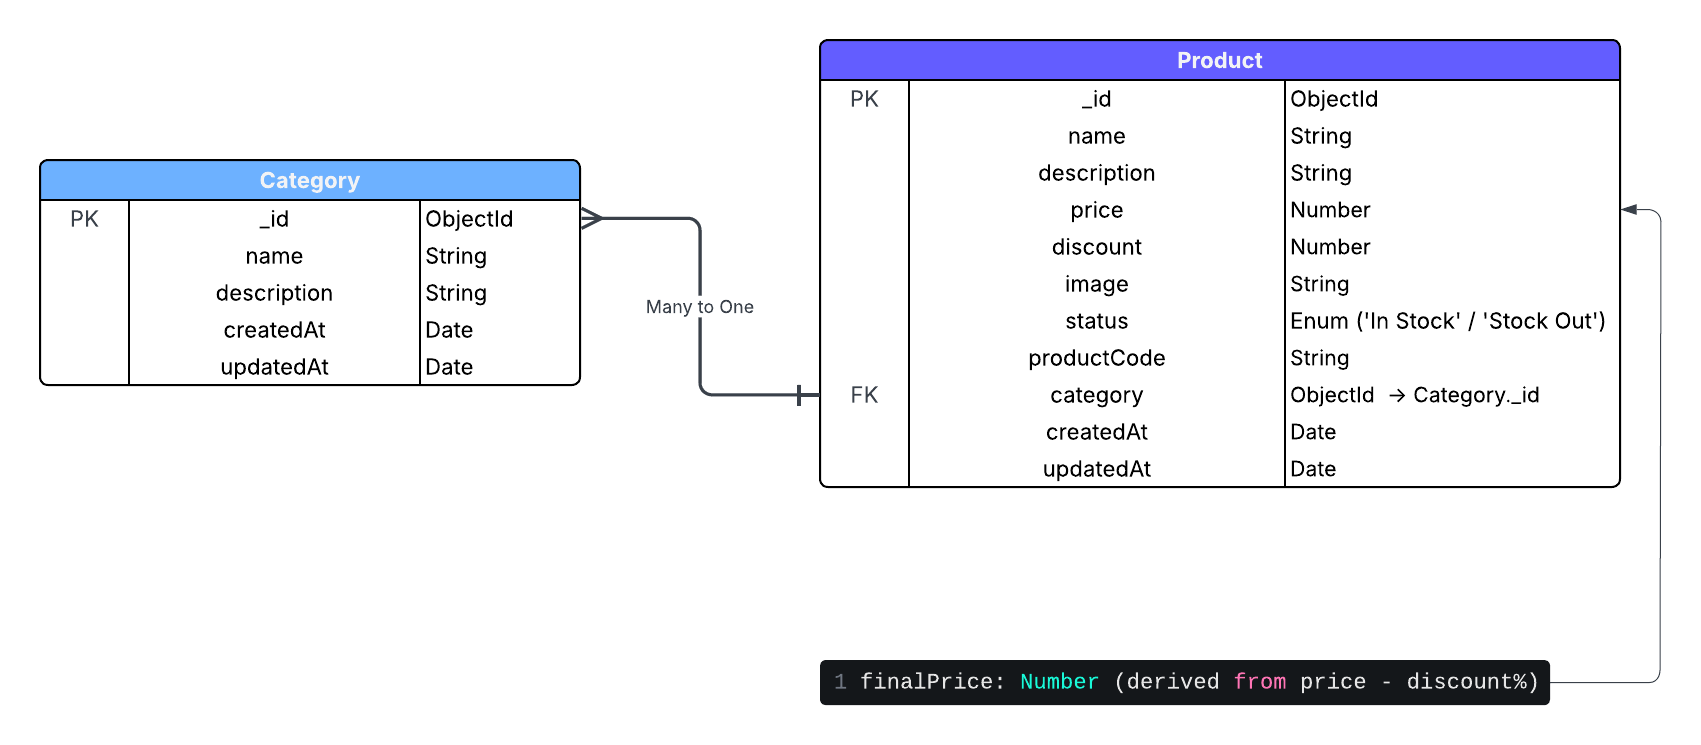 Category
PK _id ObjectId
name String
description String
createdAt Date
updatedAt Date
Many to One
Product
PK _id ObjectId
name String
description String
price Number
discount Number
image String
status Enum ('In Stock' / 'Stock Out')
productCode String
FK category ObjectId → Category._id
createdAt Date
updatedAt Date
1 finalPrice: Number (derived from price - discount%)